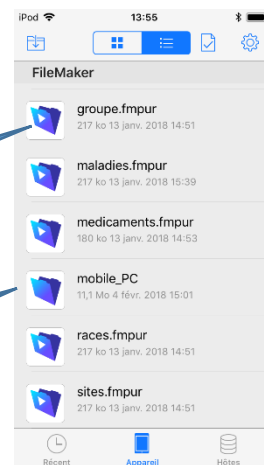 iPod 13:55
FileMaker
groupe.fmpur
217 ko 13 janv. 2018 14:51
maladies.fmpur
217 ko 13 janv. 2018 15:39
medicaments.fmpur
180 ko 13 janv. 2018 14:53
mobile_PC
11,1 Mo 4 févr. 2018 15:01
races.fmpur
217 ko 13 janv. 2018 14:51
sites.fmpur
217 ko 13 janv. 2018 14:51
Récent Appareil Hôtes